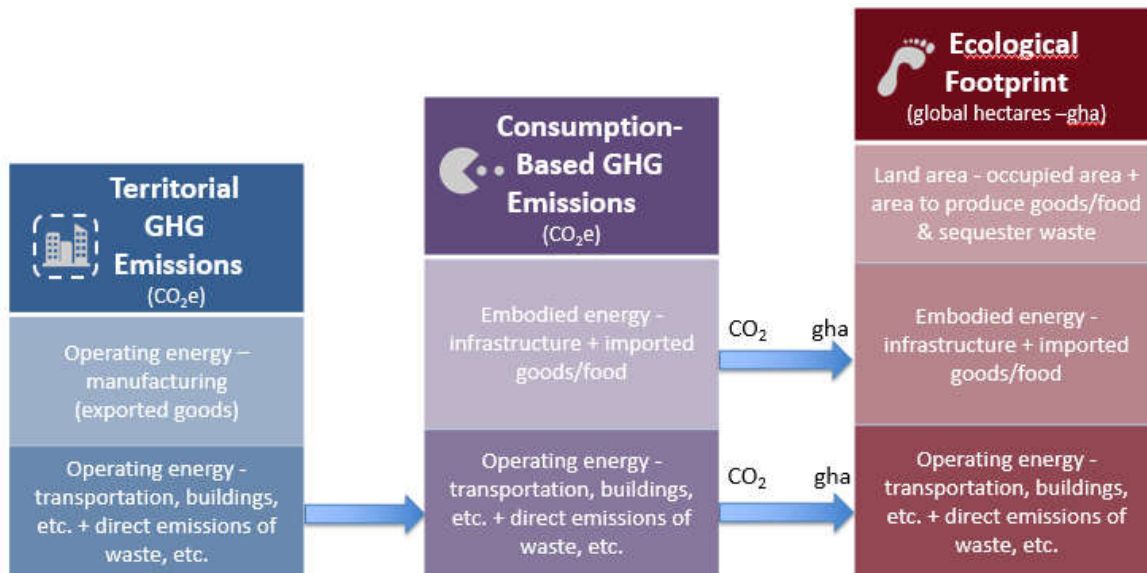 Territorial
GHG
Emissions
(CO₂e)
Operating energy –
manufacturing
(exported goods)
Operating energy -
transportation, buildings,
etc. + direct emissions of
waste, etc.
Consumption-
Based GHG
Emissions
(CO₂e)
Embodied energy -
infrastructure + imported
goods/food
Operating energy -
transportation, buildings,
etc. + direct emissions of
waste, etc.
CO₂ gha
CO₂ gha
Ecological
Footprint
(global hectares –gha)
Land area - occupied area +
area to produce goods/food
& sequester waste
Embodied energy -
infrastructure + imported
goods/food
Operating energy -
transportation, buildings,
etc. + direct emissions of
waste, etc.